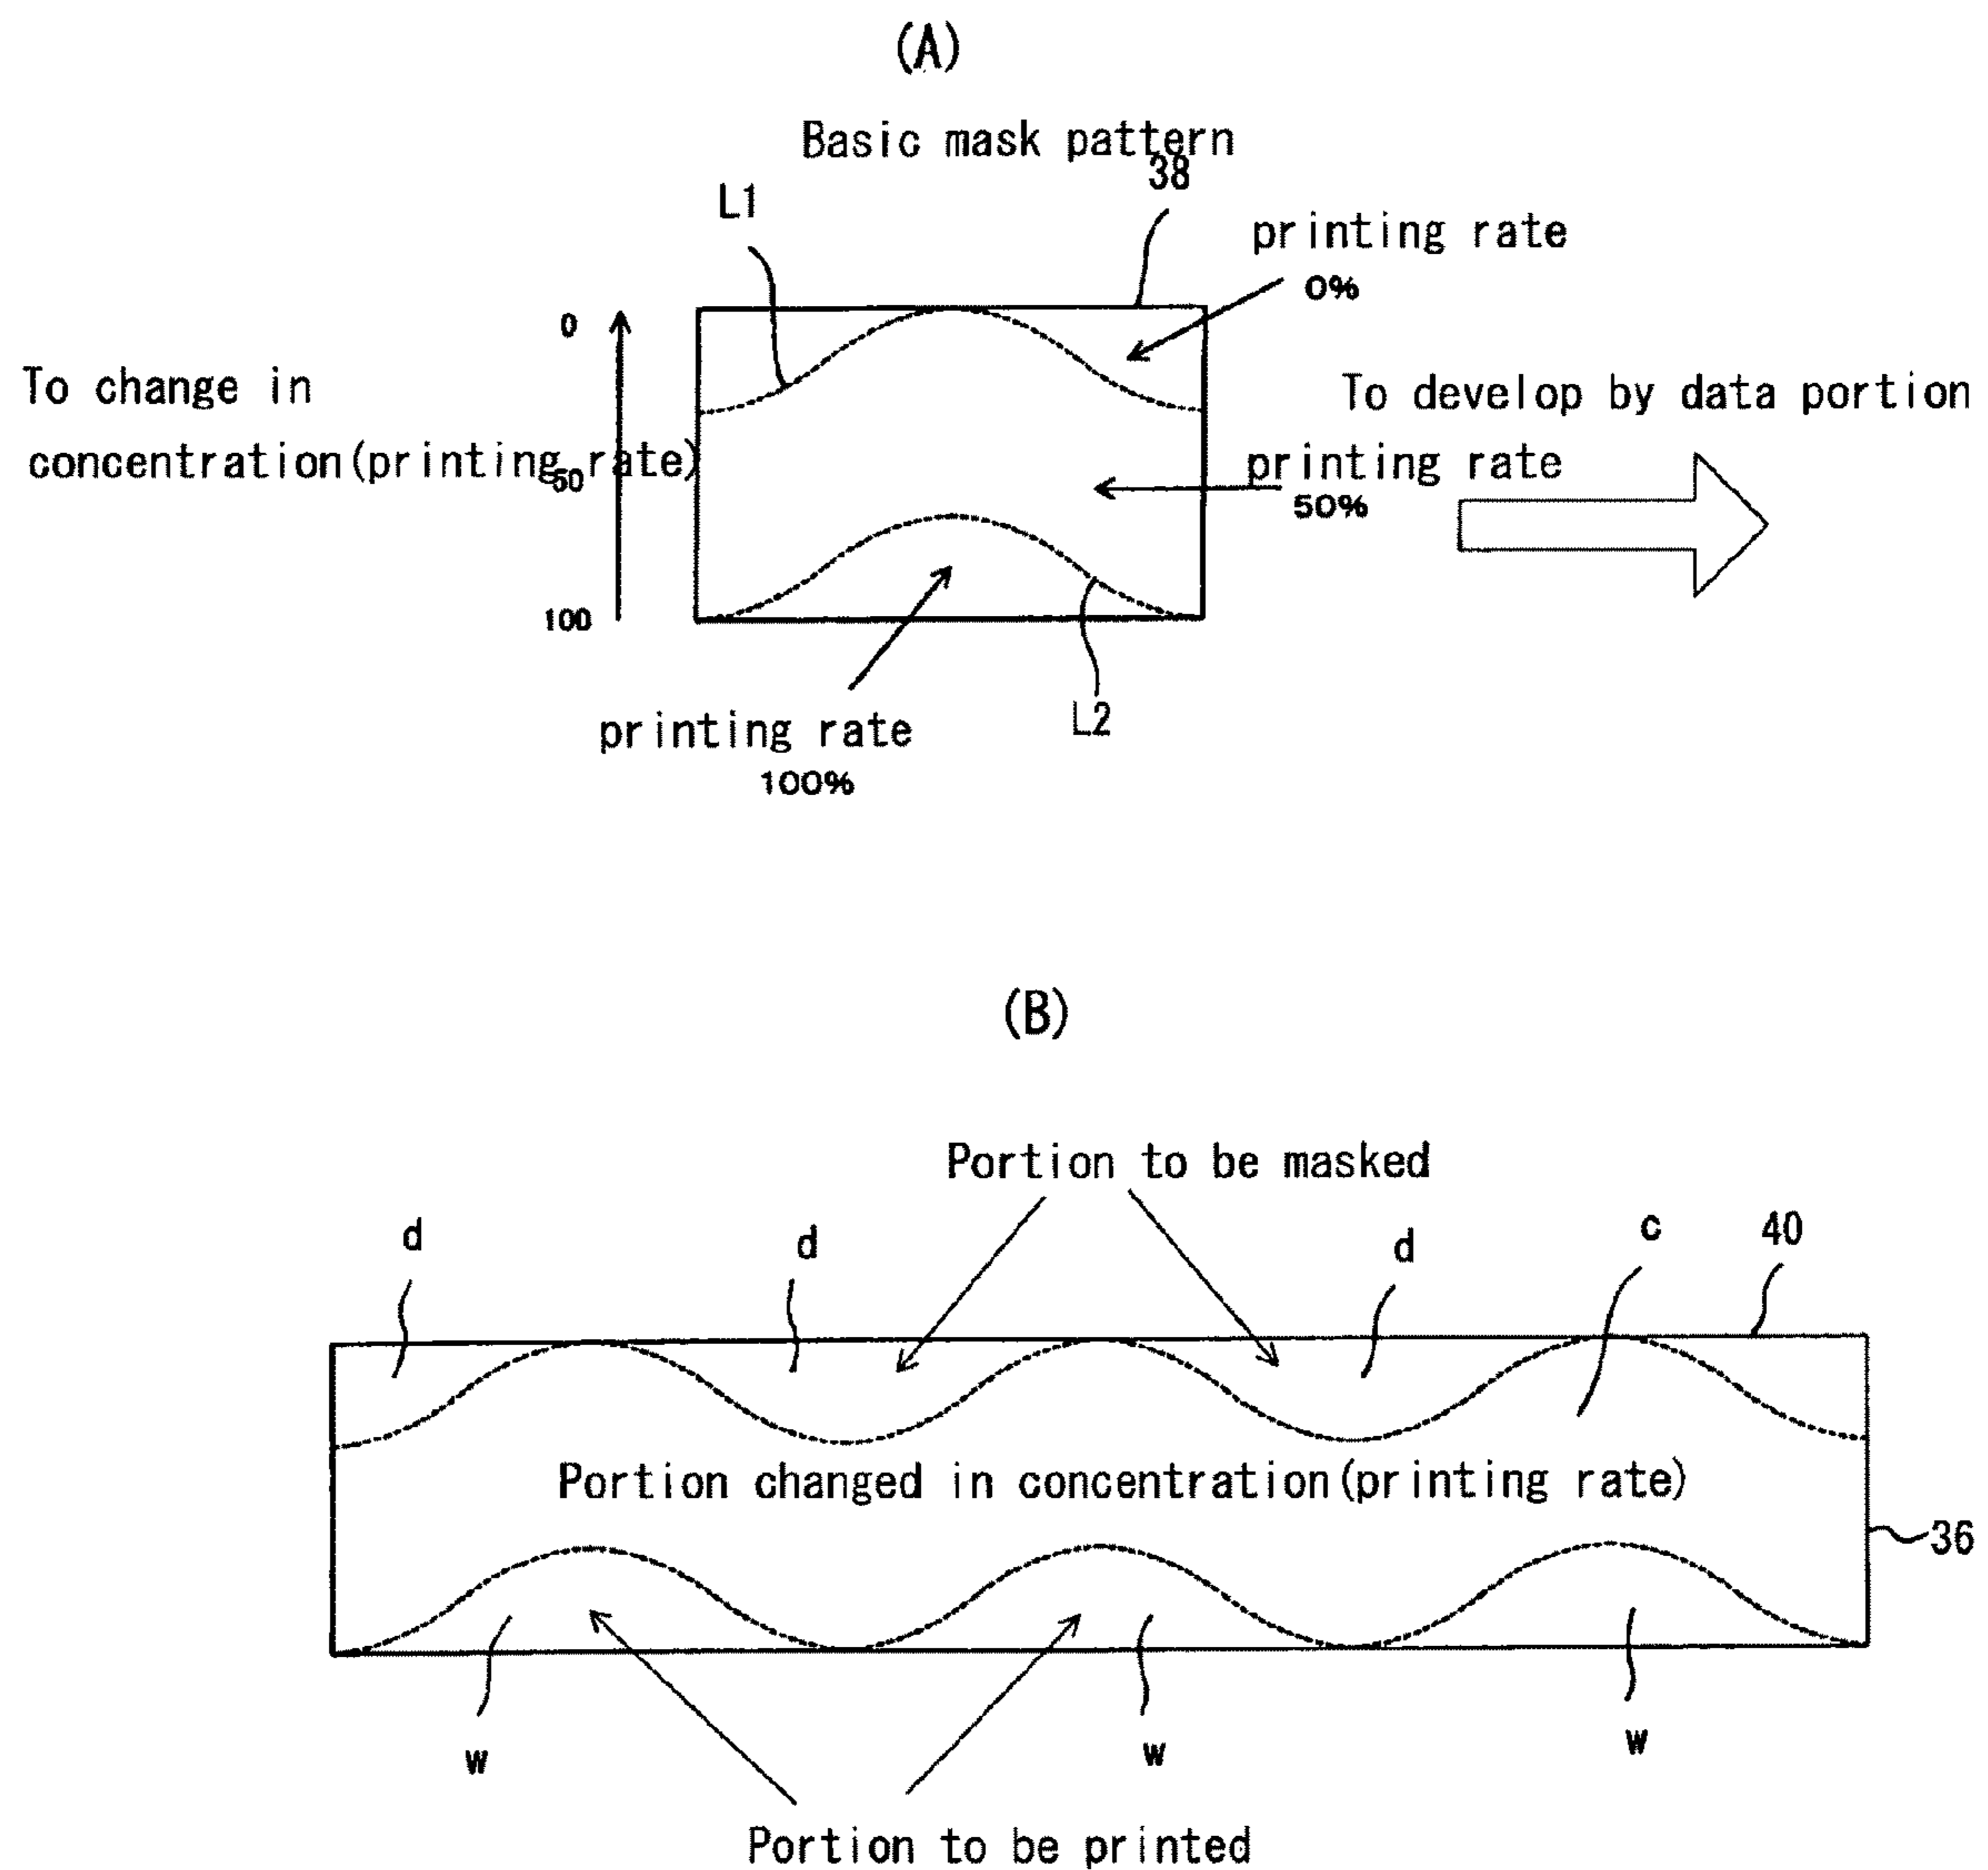 (A)
Basic mask pattern
38
L1
printing rate
0%
0
To change in
concentration(printing rate)
50
100
To develop by data portion
printing rate
50%
printing rate
100%
L2
(B)
Portion to be masked
d
d
d
c
40
Portion changed in concentration(printing rate)
36
w
w
w
Portion to be printed